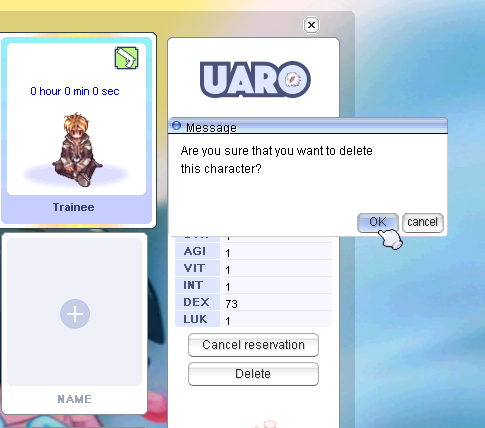 0 hour 0 min 0 sec
Trainee
NAME
UARO
Message
Are you sure that you want to delete
this character?
OK
cancel
1
AGI 1
VIT 1
INT 1
DEX 73
LUK 1
Cancel reservation
Delete